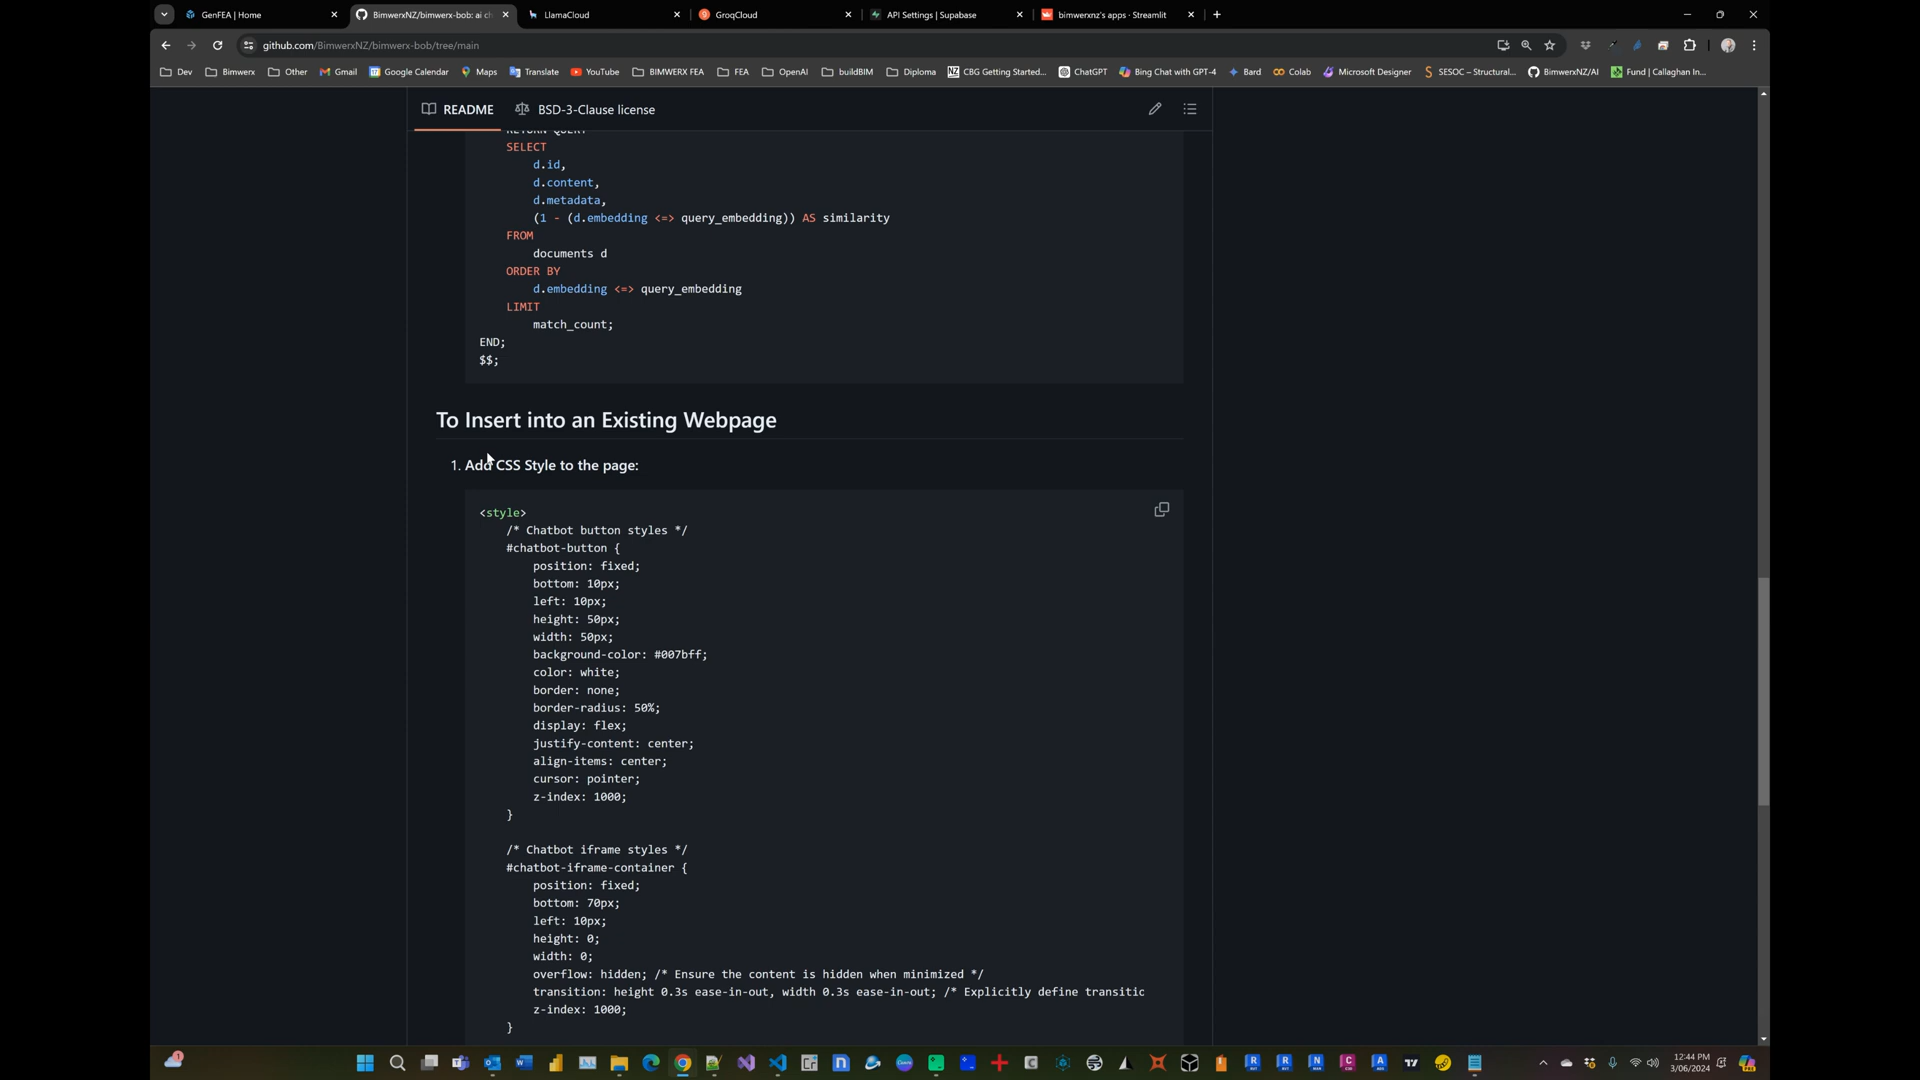 GenFEA | Home
BimwerxNZ/bimwerx-bob: ai ch
LlamaCloud
GroqCloud
API Settings | Supabase
bimwerxnz's apps · Streamlit
github.com/BimwerxNZ/bimwerx-bob/tree/main
Dev
Bimwerx
Other
Gmail
Google Calendar
Maps
Translate
YouTube
BIMWERX FEA
FEA
OpenAI
buildBIM
Diploma
CBG Getting Started...
ChatGPT
Bing Chat with GPT-4
Bard
Colab
Microsoft Designer
SESOC – Structural...
BimwerxNZ/AI
Fund | Callaghan In...
README
BSD-3-Clause license
RETURN QUERY
SELECT
d.id,
d.content,
d.metadata,
(1 - (d.embedding <=> query_embedding)) AS similarity
FROM
documents d
ORDER BY
d.embedding <=> query_embedding
LIMIT
match_count;
END;
$$;
To Insert into an Existing Webpage
1. Add CSS Style to the page:
<style>
/* Chatbot button styles */
#chatbot-button {
position: fixed;
bottom: 10px;
left: 10px;
height: 50px;
width: 50px;
background-color: #007bff;
color: white;
border: none;
border-radius: 50%;
display: flex;
justify-content: center;
align-items: center;
cursor: pointer;
z-index: 1000;
}
/* Chatbot iframe styles */
#chatbot-iframe-container {
position: fixed;
bottom: 70px;
left: 10px;
height: 0;
width: 0;
overflow: hidden; /* Ensure the content is hidden when minimized */
transition: height 0.3s ease-in-out, width 0.3s ease-in-out; /* Explicitly define transitic
z-index: 1000;
}
12:44 PM
3/06/2024